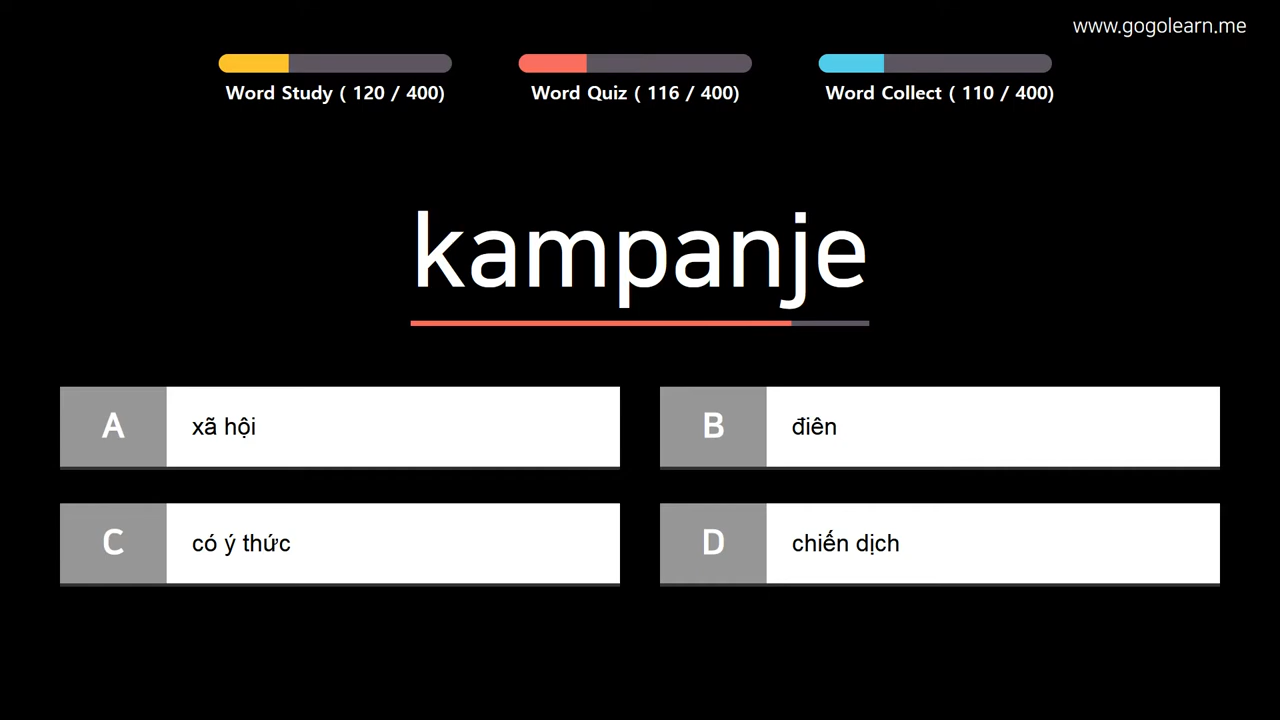 www.gogolearn.me
Word Study ( 120 / 400)
Word Quiz ( 116 / 400)
Word Collect ( 110 / 400)
kampanje
A xã hội
B điên
C có ý thức
D chiến dịch